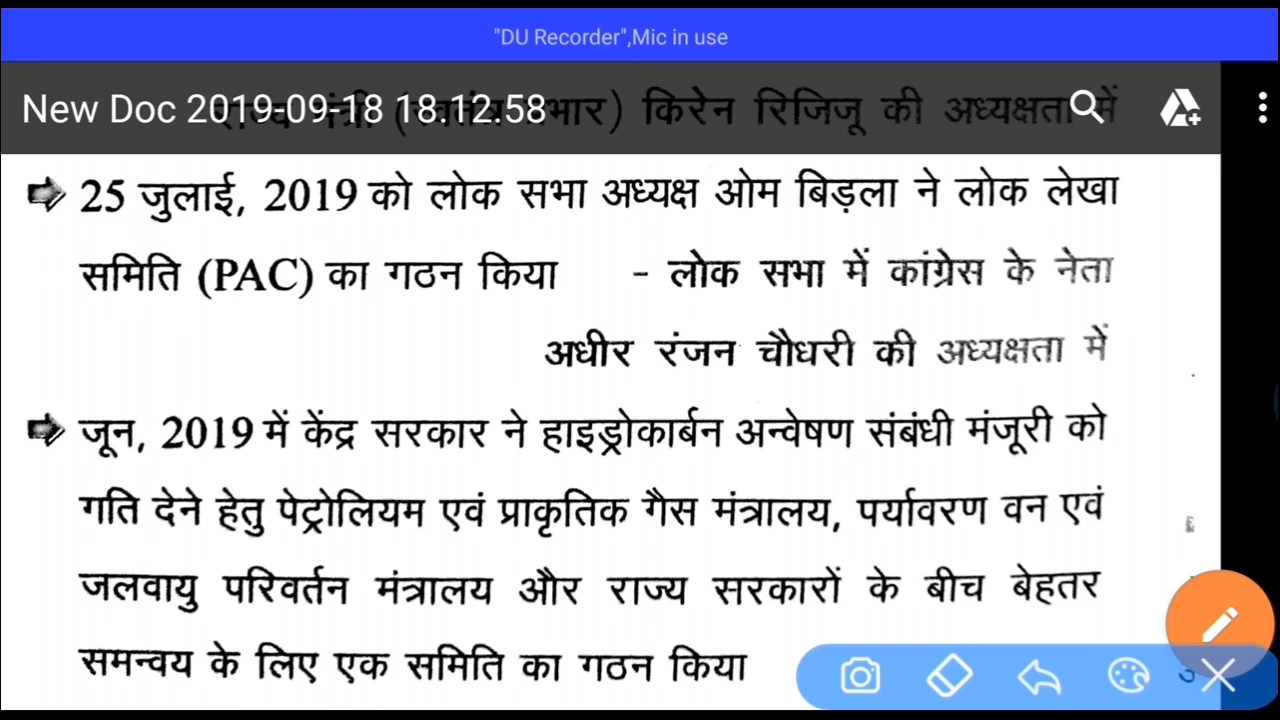 "DU Recorder",Mic in use
New Doc 2019-09-18 18.12.58
किरेन रिजिजू की अध्यक्षता में
25 जुलाई, 2019 को लोक सभा अध्यक्ष ओम बिड़ला ने लोक लेखा
समिति (PAC) का गठन किया - लोक सभा में कांग्रेस के नेता
अधीर रंजन चौधरी की अध्यक्षता में
जून, 2019 में केंद्र सरकार ने हाइड्रोकार्बन अन्वेषण संबंधी मंजूरी को
गति देने हेतु पेट्रोलियम एवं प्राकृतिक गैस मंत्रालय, पर्यावरण वन एवं
जलवायु परिवर्तन मंत्रालय और राज्य सरकारों के बीच बेहतर
समन्वय के लिए एक समिति का गठन किया